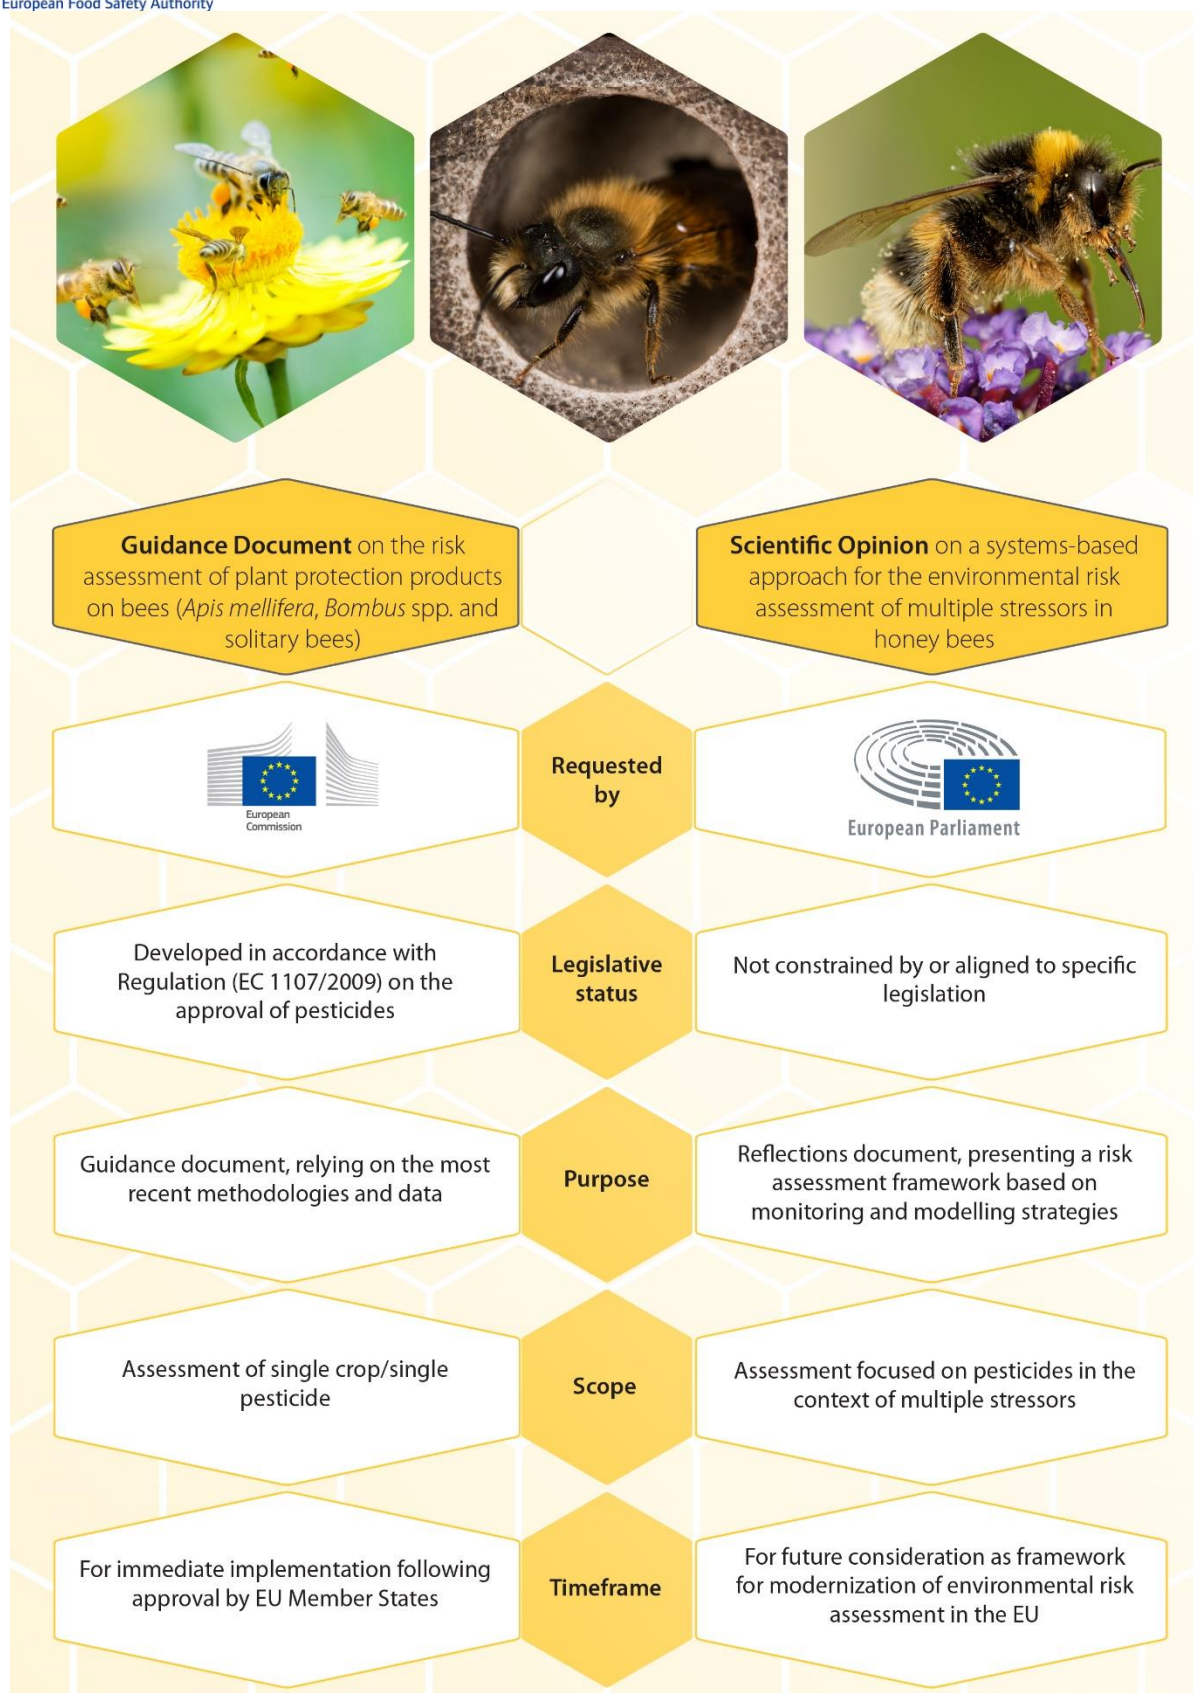 European Food Safety Authority
Guidance Document on the risk
assessment of plant protection products
on bees (Apis mellifera, Bombus spp. and
solitary bees)
Scientific Opinion on a systems-based
approach for the environmental risk
assessment of multiple stressors in
honey bees
European
Commission
Requested
by
European Parliament
Developed in accordance with
Regulation (EC 1107/2009) on the
approval of pesticides
Legislative
status
Not constrained by or aligned to specific
legislation
Guidance document, relying on the most
recent methodologies and data
Purpose
Reflections document, presenting a risk
assessment framework based on
monitoring and modelling strategies
Assessment of single crop/single
pesticide
Scope
Assessment focused on pesticides in the
context of multiple stressors
For immediate implementation following
approval by EU Member States
Timeframe
For future consideration as framework
for modernization of environmental risk
assessment in the EU